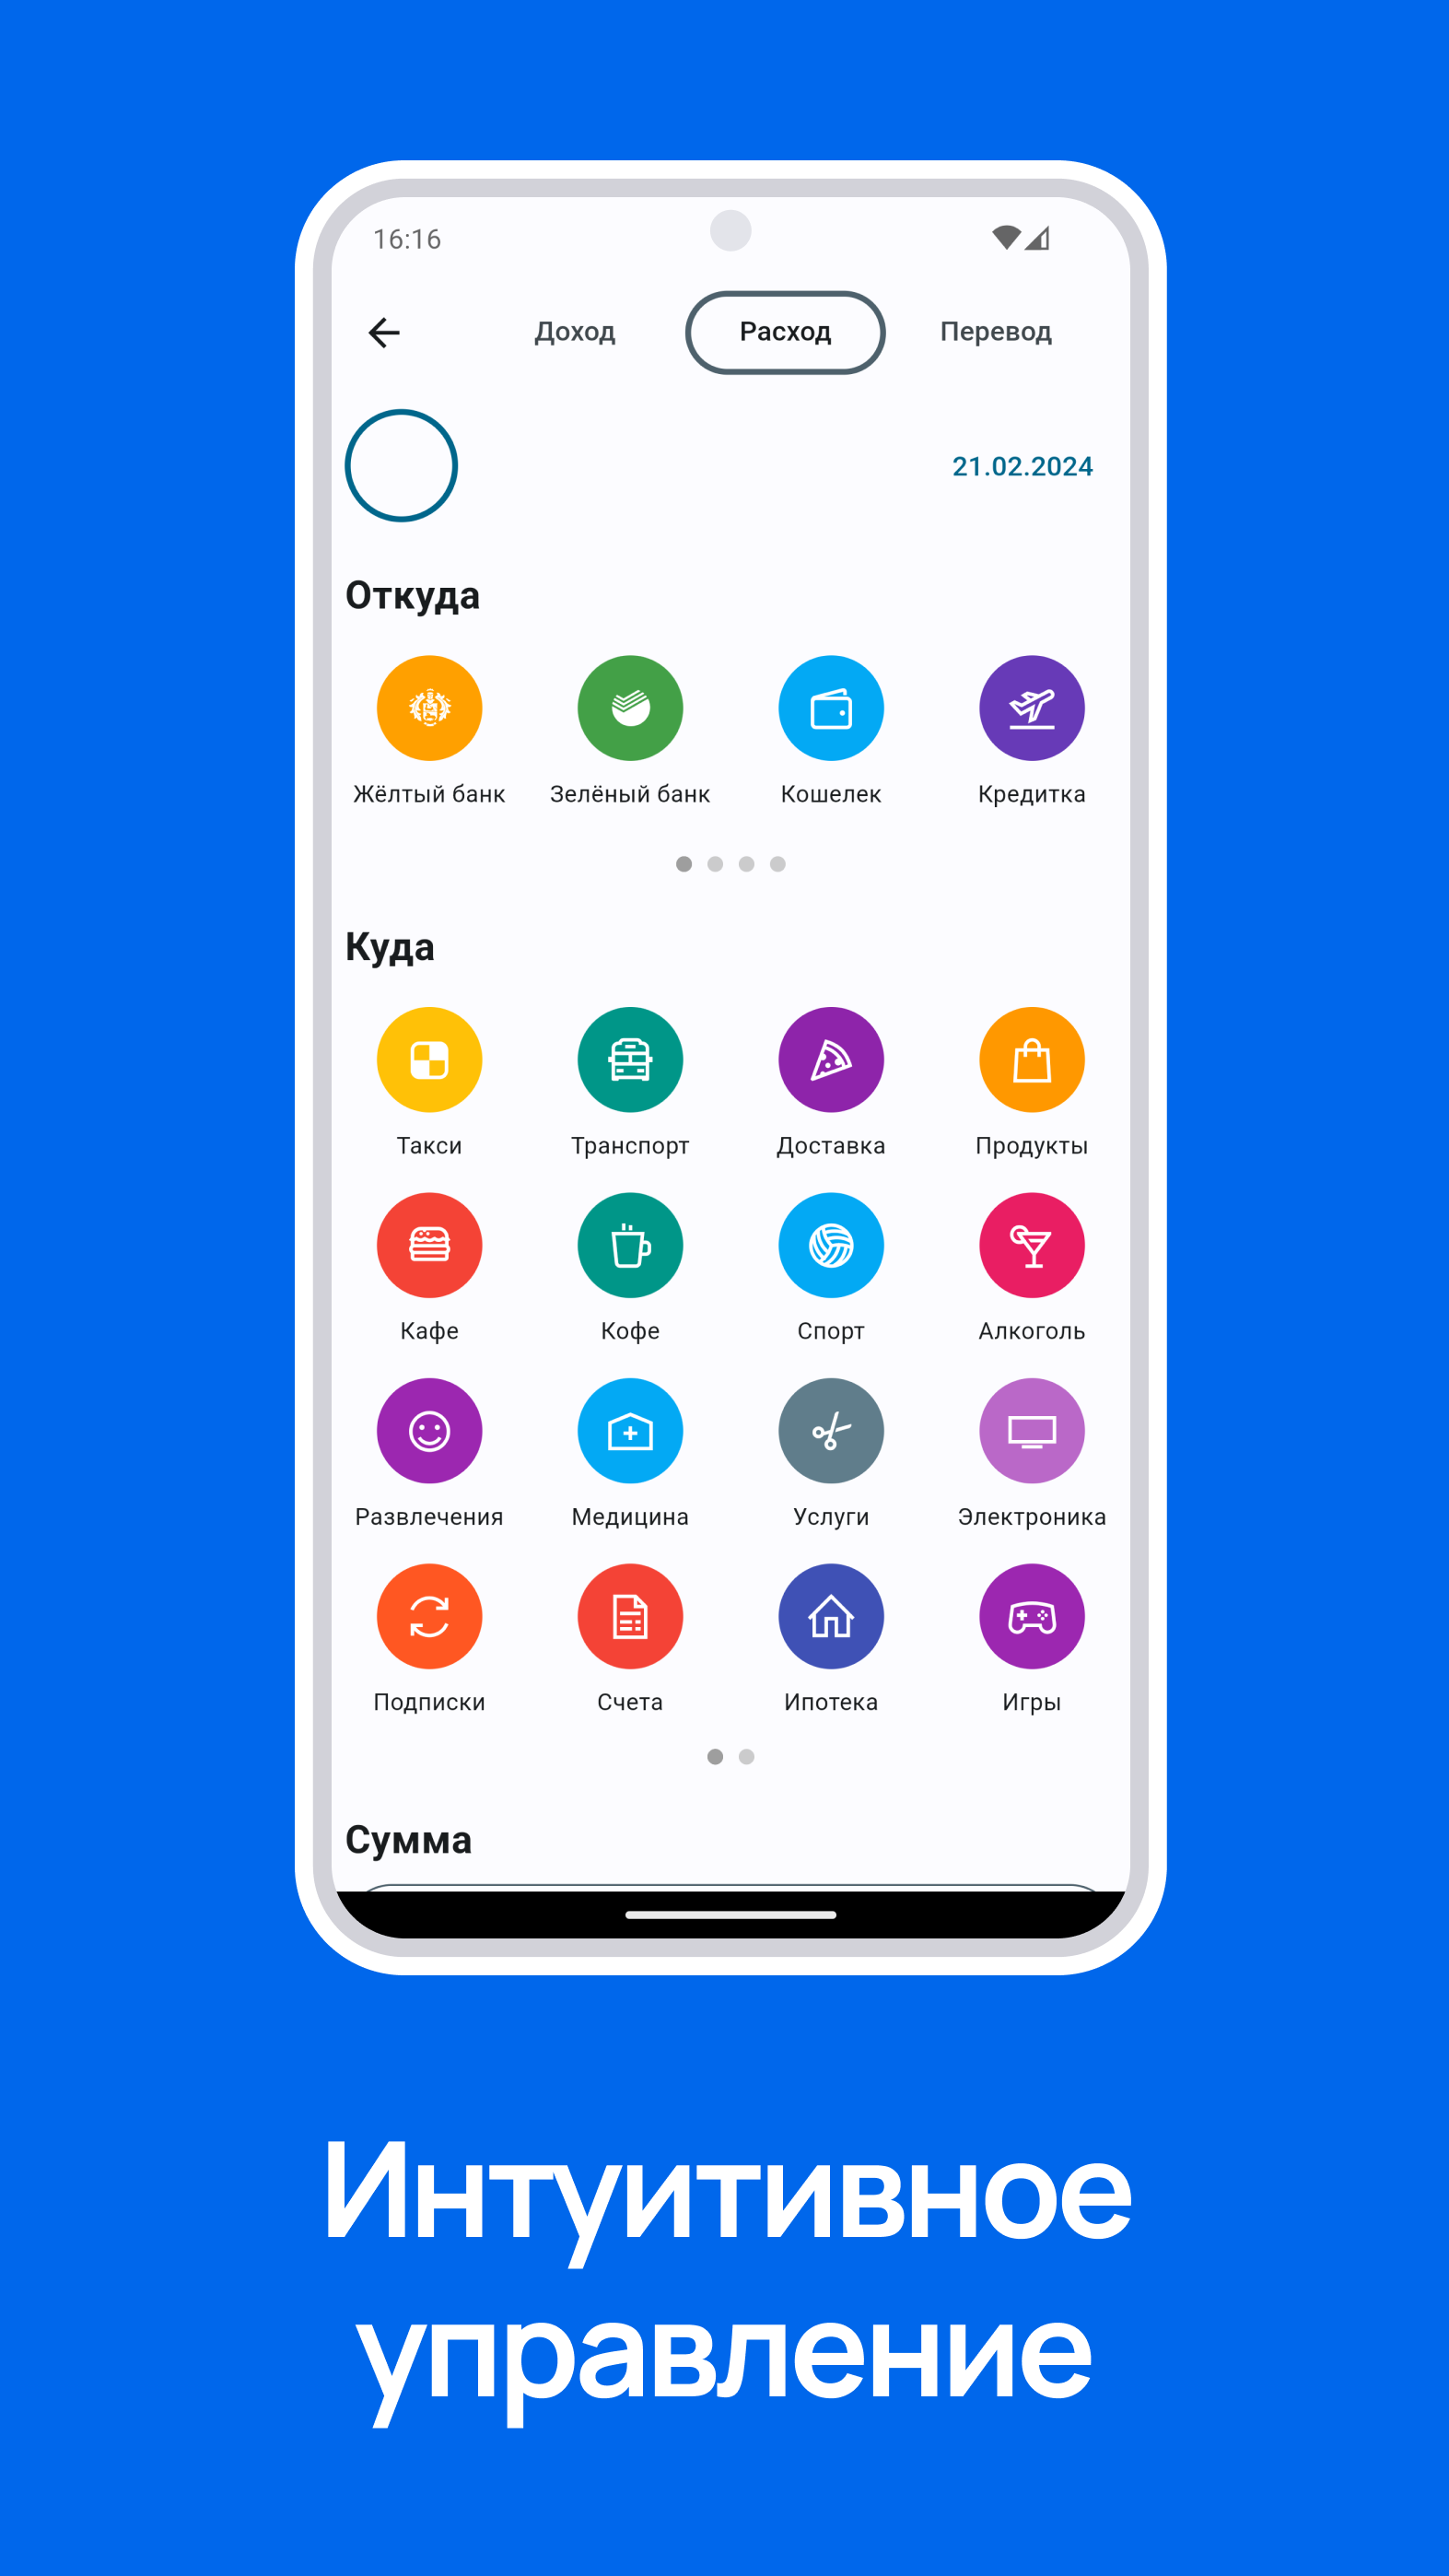 16:16
Доход Расход Перевод
21.02.2024
Откуда
Жёлтый банк Зелёный банк Кошелек Кредитка
Куда
Такси Транспорт Доставка Продукты
Кафе Кофе Спорт Алкоголь
Развлечения Медицина Услуги Электроника
Подписки Счета Ипотека Игры
Сумма
Интуитивное
управление